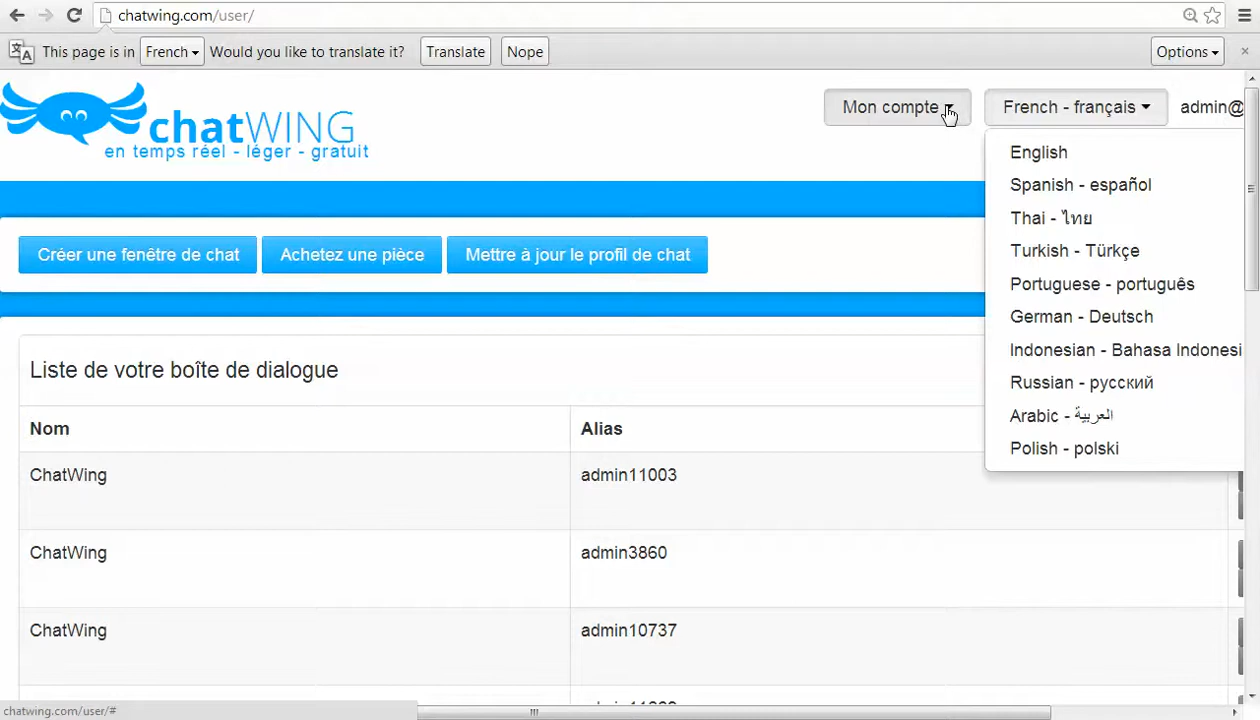 chatwing.com/user/
This page is in French Would you like to translate it? Translate Nope Options
chatWING
en temps réel - léger - gratuit
Mon compte French - français admin@
English
Spanish - español
Thai - ไทย
Turkish - Türkçe
Portuguese - português
German - Deutsch
Indonesian - Bahasa Indonesi
Russian - русский
Arabic - العربية
Polish - polski
Créer une fenêtre de chat Achetez une pièce Mettre à jour le profil de chat
Liste de votre boîte de dialogue
Nom Alias
ChatWing admin11003
ChatWing admin3860
ChatWing admin10737
chatwing.com/user/#